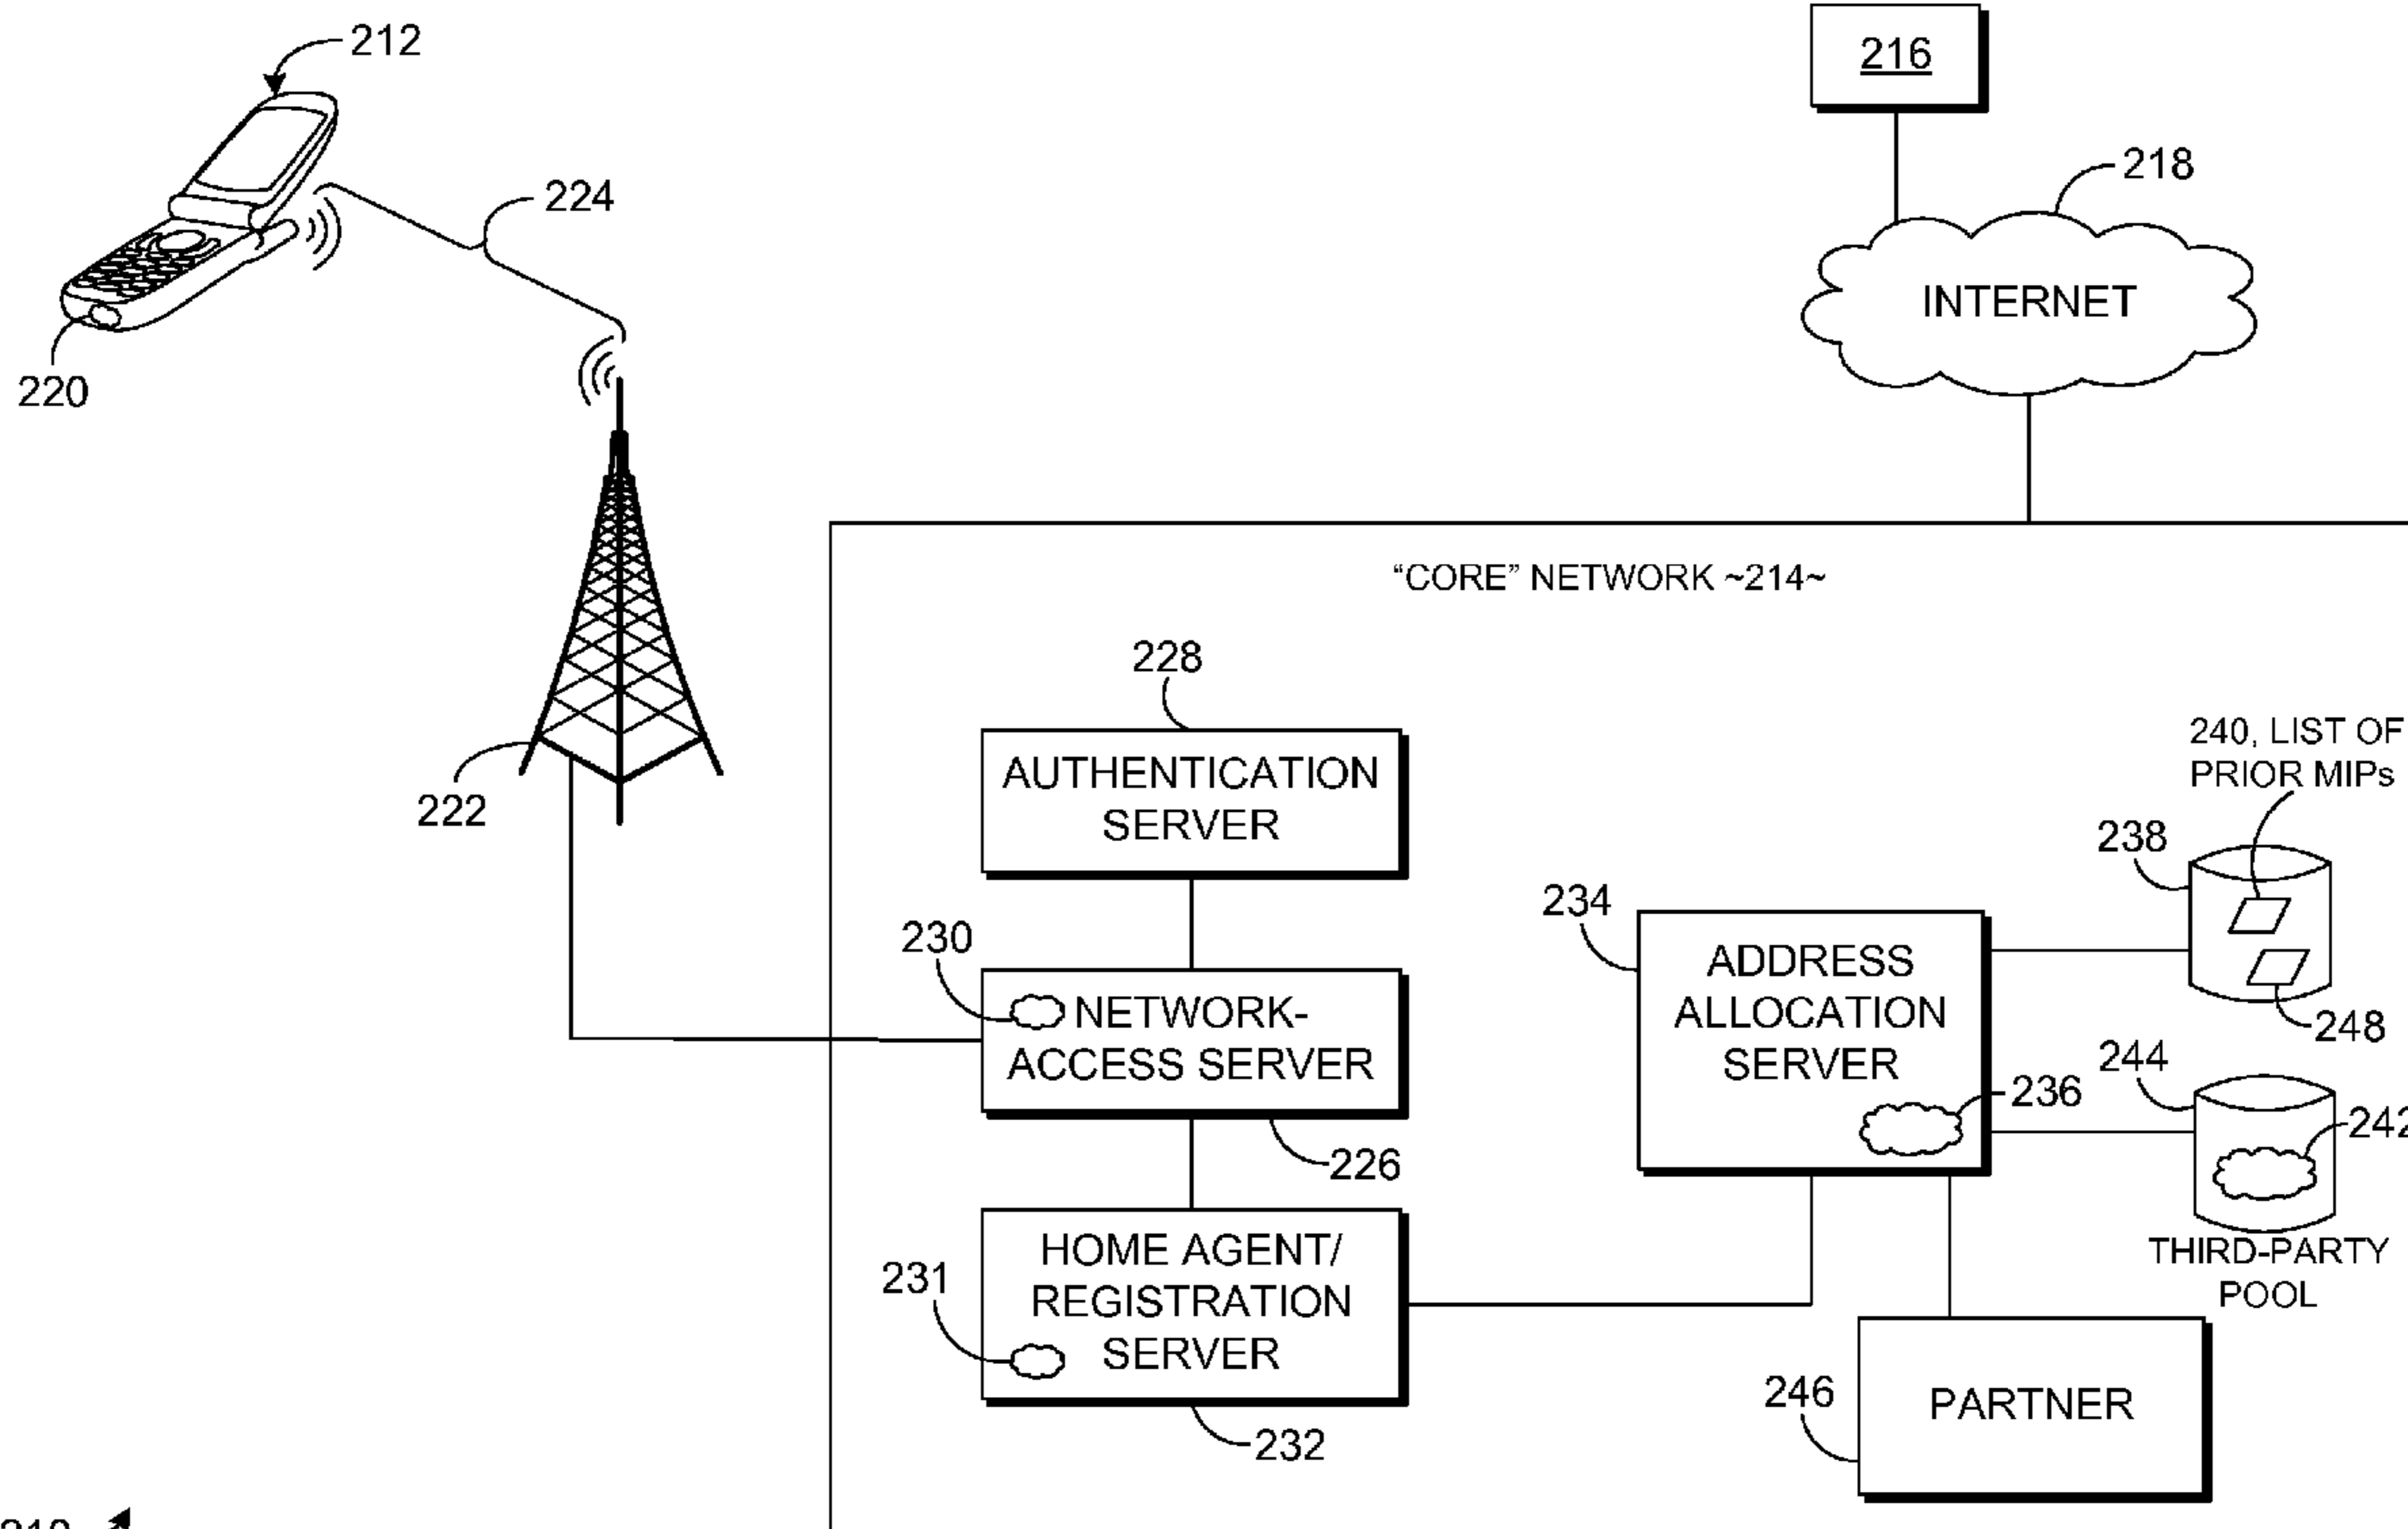 212
216
218
224
INTERNET
220
"CORE" NETWORK ~214~
228
240, LIST OF
PRIOR MIPs
AUTHENTICATION
SERVER
222
238
234
230
ADDRESS
ALLOCATION
SERVER
NETWORK-
ACCESS SERVER
248
244
236
242
226
HOME AGENT/
REGISTRATION
SERVER
THIRD-PARTY
POOL
231
246
PARTNER
232
210